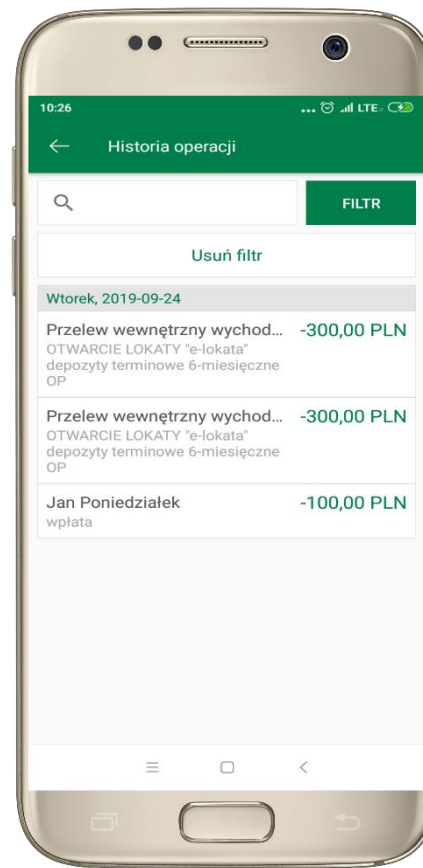 10:26
LTE
Historia operacji
FILTR
Usuń filtr
Wtorek, 2019-09-24
Przelew wewnętrzny wychod... -300,00 PLN
OTWARCIE LOKATY "e-lokata"
depozyty terminowe 6-miesięczne
OP
Przelew wewnętrzny wychod... -300,00 PLN
OTWARCIE LOKATY "e-lokata"
depozyty terminowe 6-miesięczne
OP
Jan Poniedziałek -100,00 PLN
wpłata